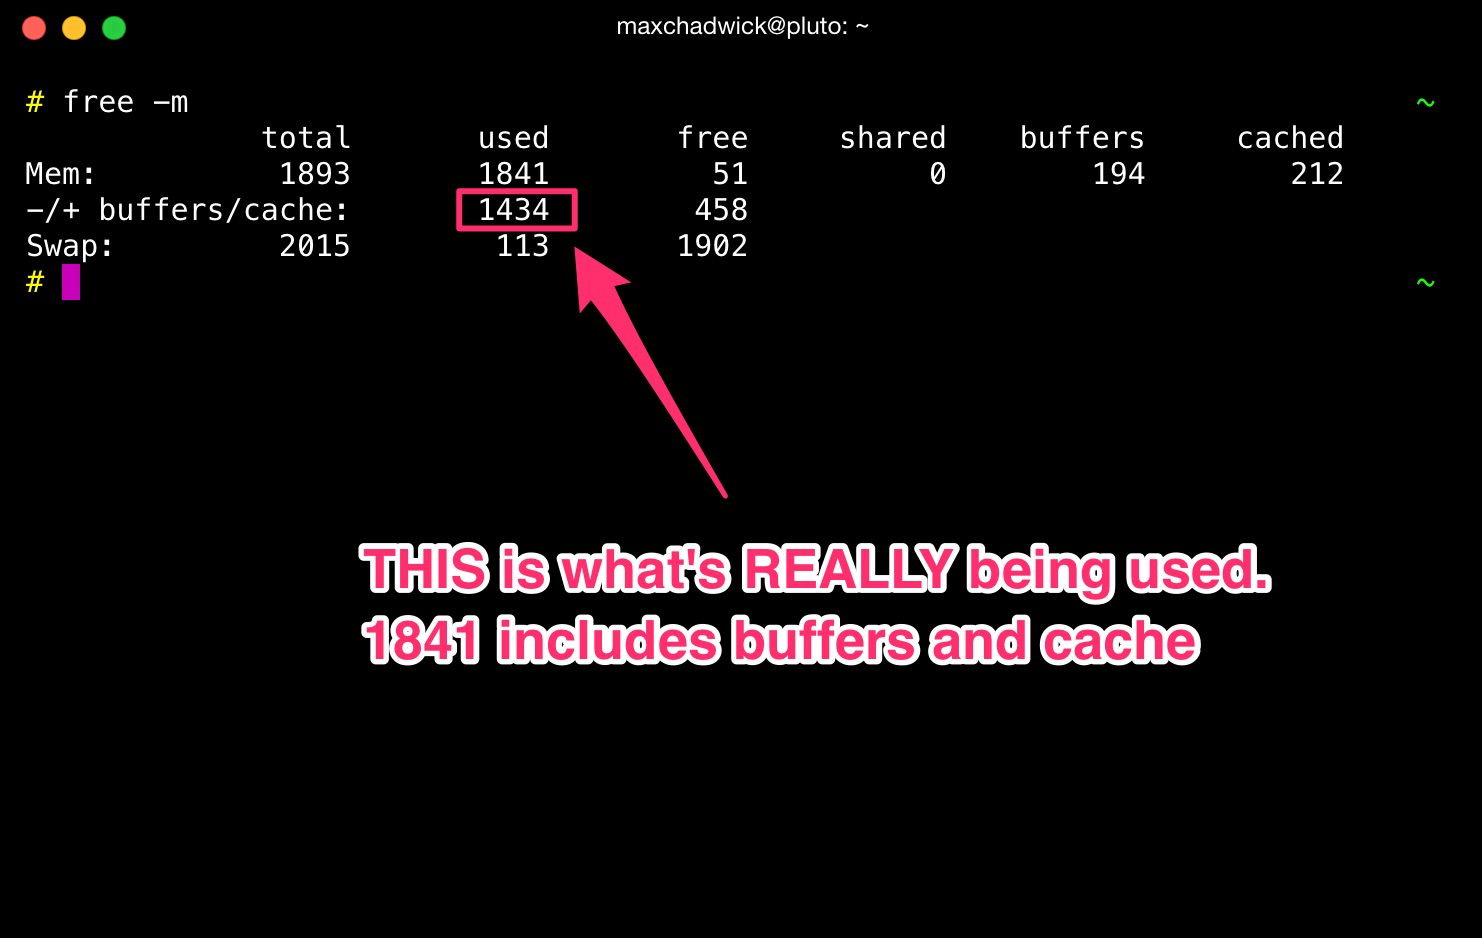 maxchadwick@pluto: ~
# free -m ~
total used free shared buffers cached
Mem: 1893 1841 51 0 194 212
-/+ buffers/cache: 1434 458
Swap: 2015 113 1902
# ~
THIS is what's REALLY being used.
1841 includes buffers and cache